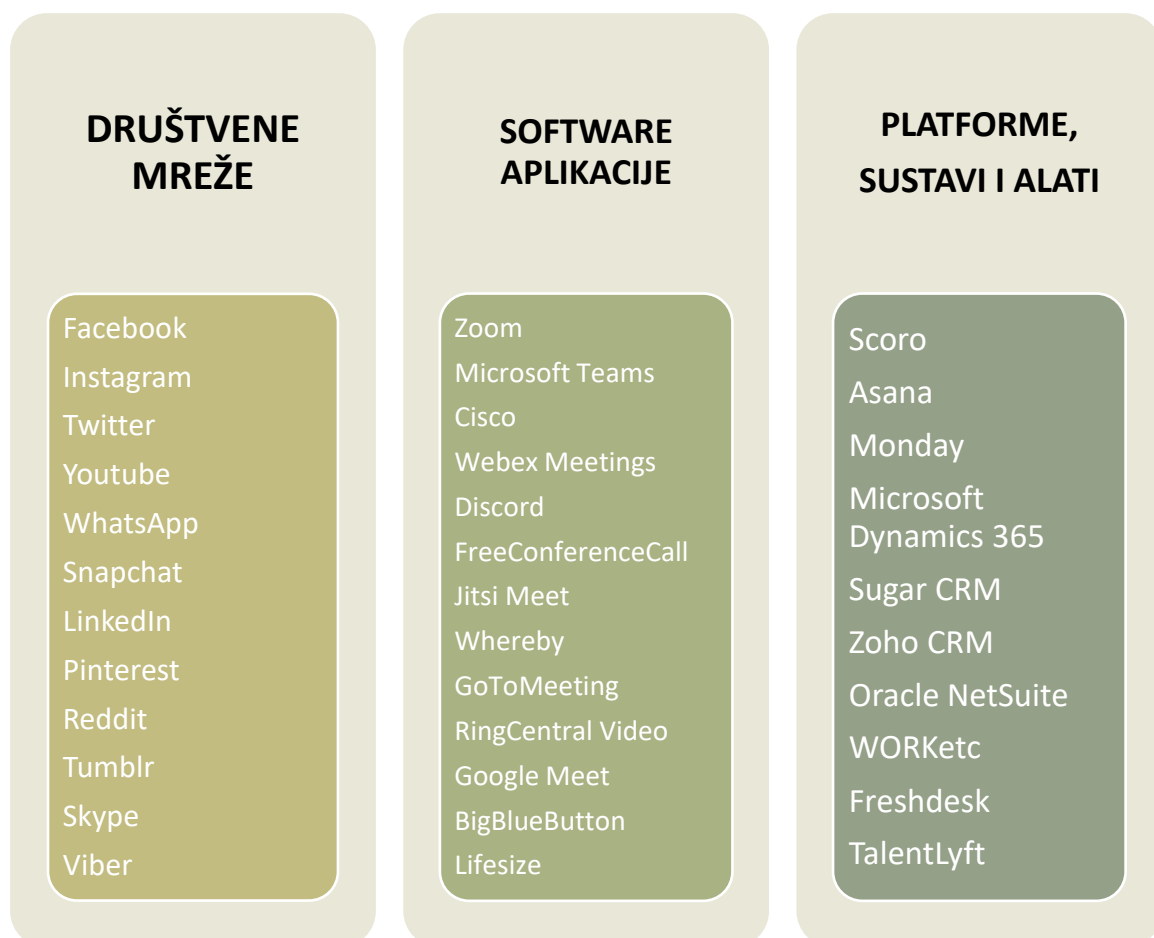 DRUŠTVENE
MREŽE
Facebook
Instagram
Twitter
Youtube
WhatsApp
Snapchat
LinkedIn
Pinterest
Reddit
Tumblr
Skype
Viber
SOFTWARE
APLIKACIJE
Zoom
Microsoft Teams
Cisco
Webex Meetings
Discord
FreeConferenceCall
Jitsi Meet
Whereby
GoToMeeting
RingCentral Video
Google Meet
BigBlueButton
Lifesize
PLATFORME,
SUSTAVI I ALATI
Scoro
Asana
Monday
Microsoft
Dynamics 365
Sugar CRM
Zoho CRM
Oracle NetSuite
WORKetc
Freshdesk
TalentLyft